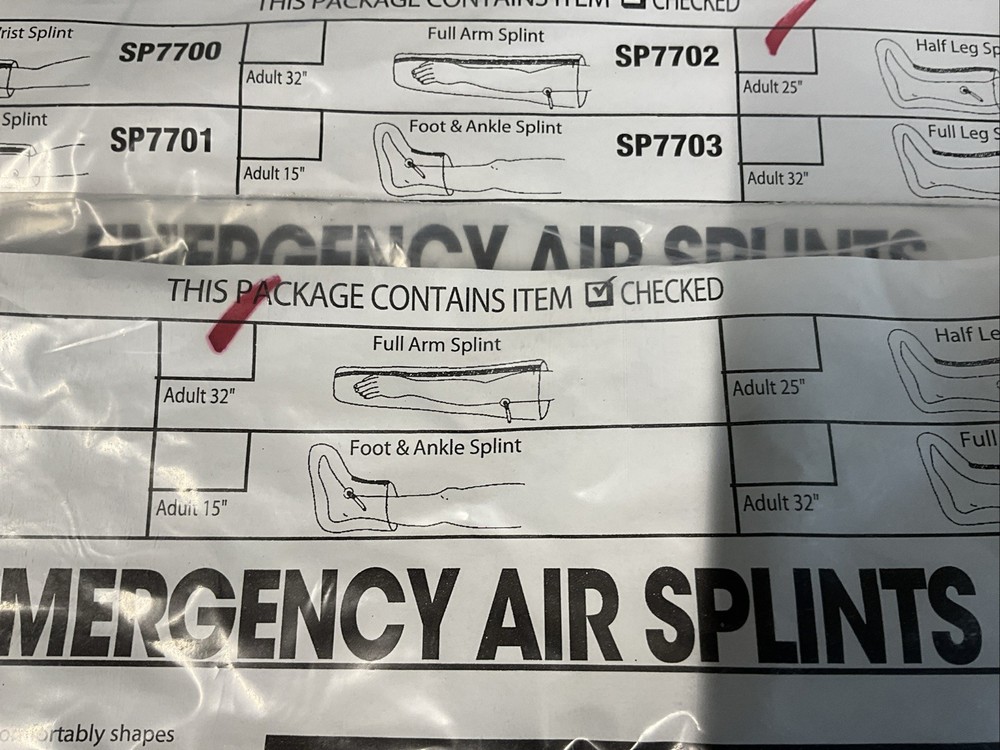 THIS PACKAGE CONTAINS ITEM CHECKED
Wrist Splint SP7700 Adult 32" Full Arm Splint SP7702 Adult 25" Half Leg
Splint SP7701 Adult 15" Foot & Ankle Splint SP7703 Adult 32" Full Leg
EMERGENCY AIR SPLINTS
THIS PACKAGE CONTAINS ITEM CHECKED
Adult 32" Full Arm Splint Adult 25" Half Le
Adult 15" Foot & Ankle Splint Adult 32" Full
MERGENCY AIR SPLINTS
ortably shapes